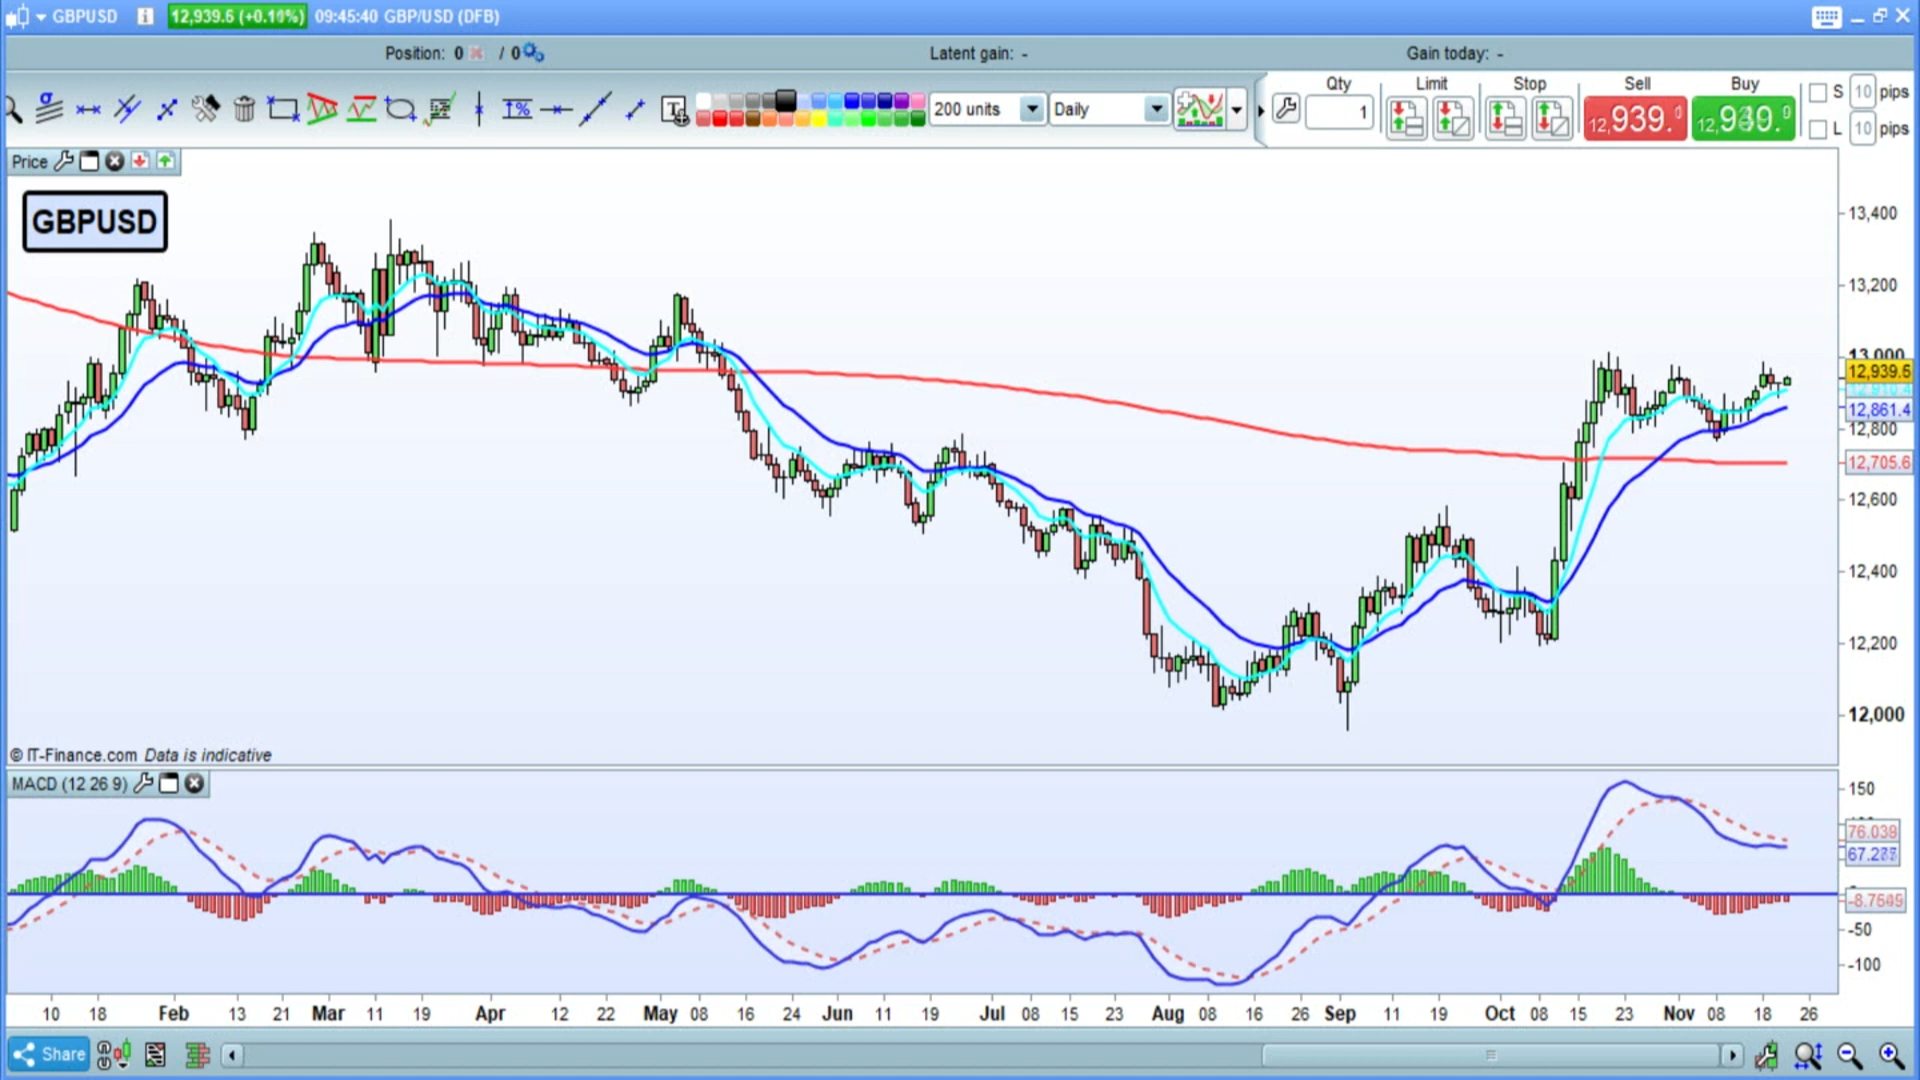 GBPUSD 12,939.6 (+0.10%) 09:45:40 GBP/USD (DFB)
Position: 0 / 0 Latent gain: - Gain today: -
Qty Limit Stop Sell Buy S 10 pips
200 units Daily 1 12,939.0 L 10 pips
Price
GBPUSD
13,400
13,200
13,000
12,939.6
12,861.4
12,800
12,705.6
12,600
12,400
12,200
12,000
© IT-Finance.com Data is indicative
MACD (12 26 9)
150
76.039
-50
-100
10 18 Feb 13 21 Mar 11 19 Apr 12 22 May 08 16 24 Jun 11 19 Jul 08 15 23 Aug 08 16 26 Sep 11 19 Oct 08 15 23 Nov 08 18 26
Share